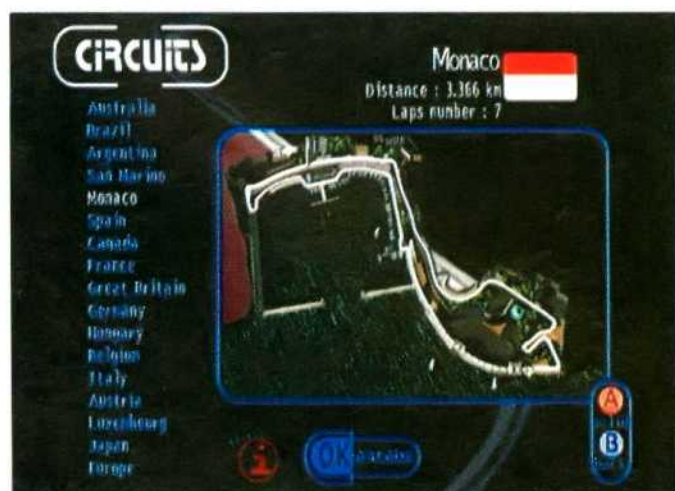 CIRCUITS
Monaco
Distance : 3.366 km
Laps number : 7
Australia
Brazil
Argentina
San Marino
Monaco
Spain
Canada
France
Great Britain
Germany
Hungary
Belgium
Italy
Austria
Luxembourg
Japan
Europe
i
OK
A
B